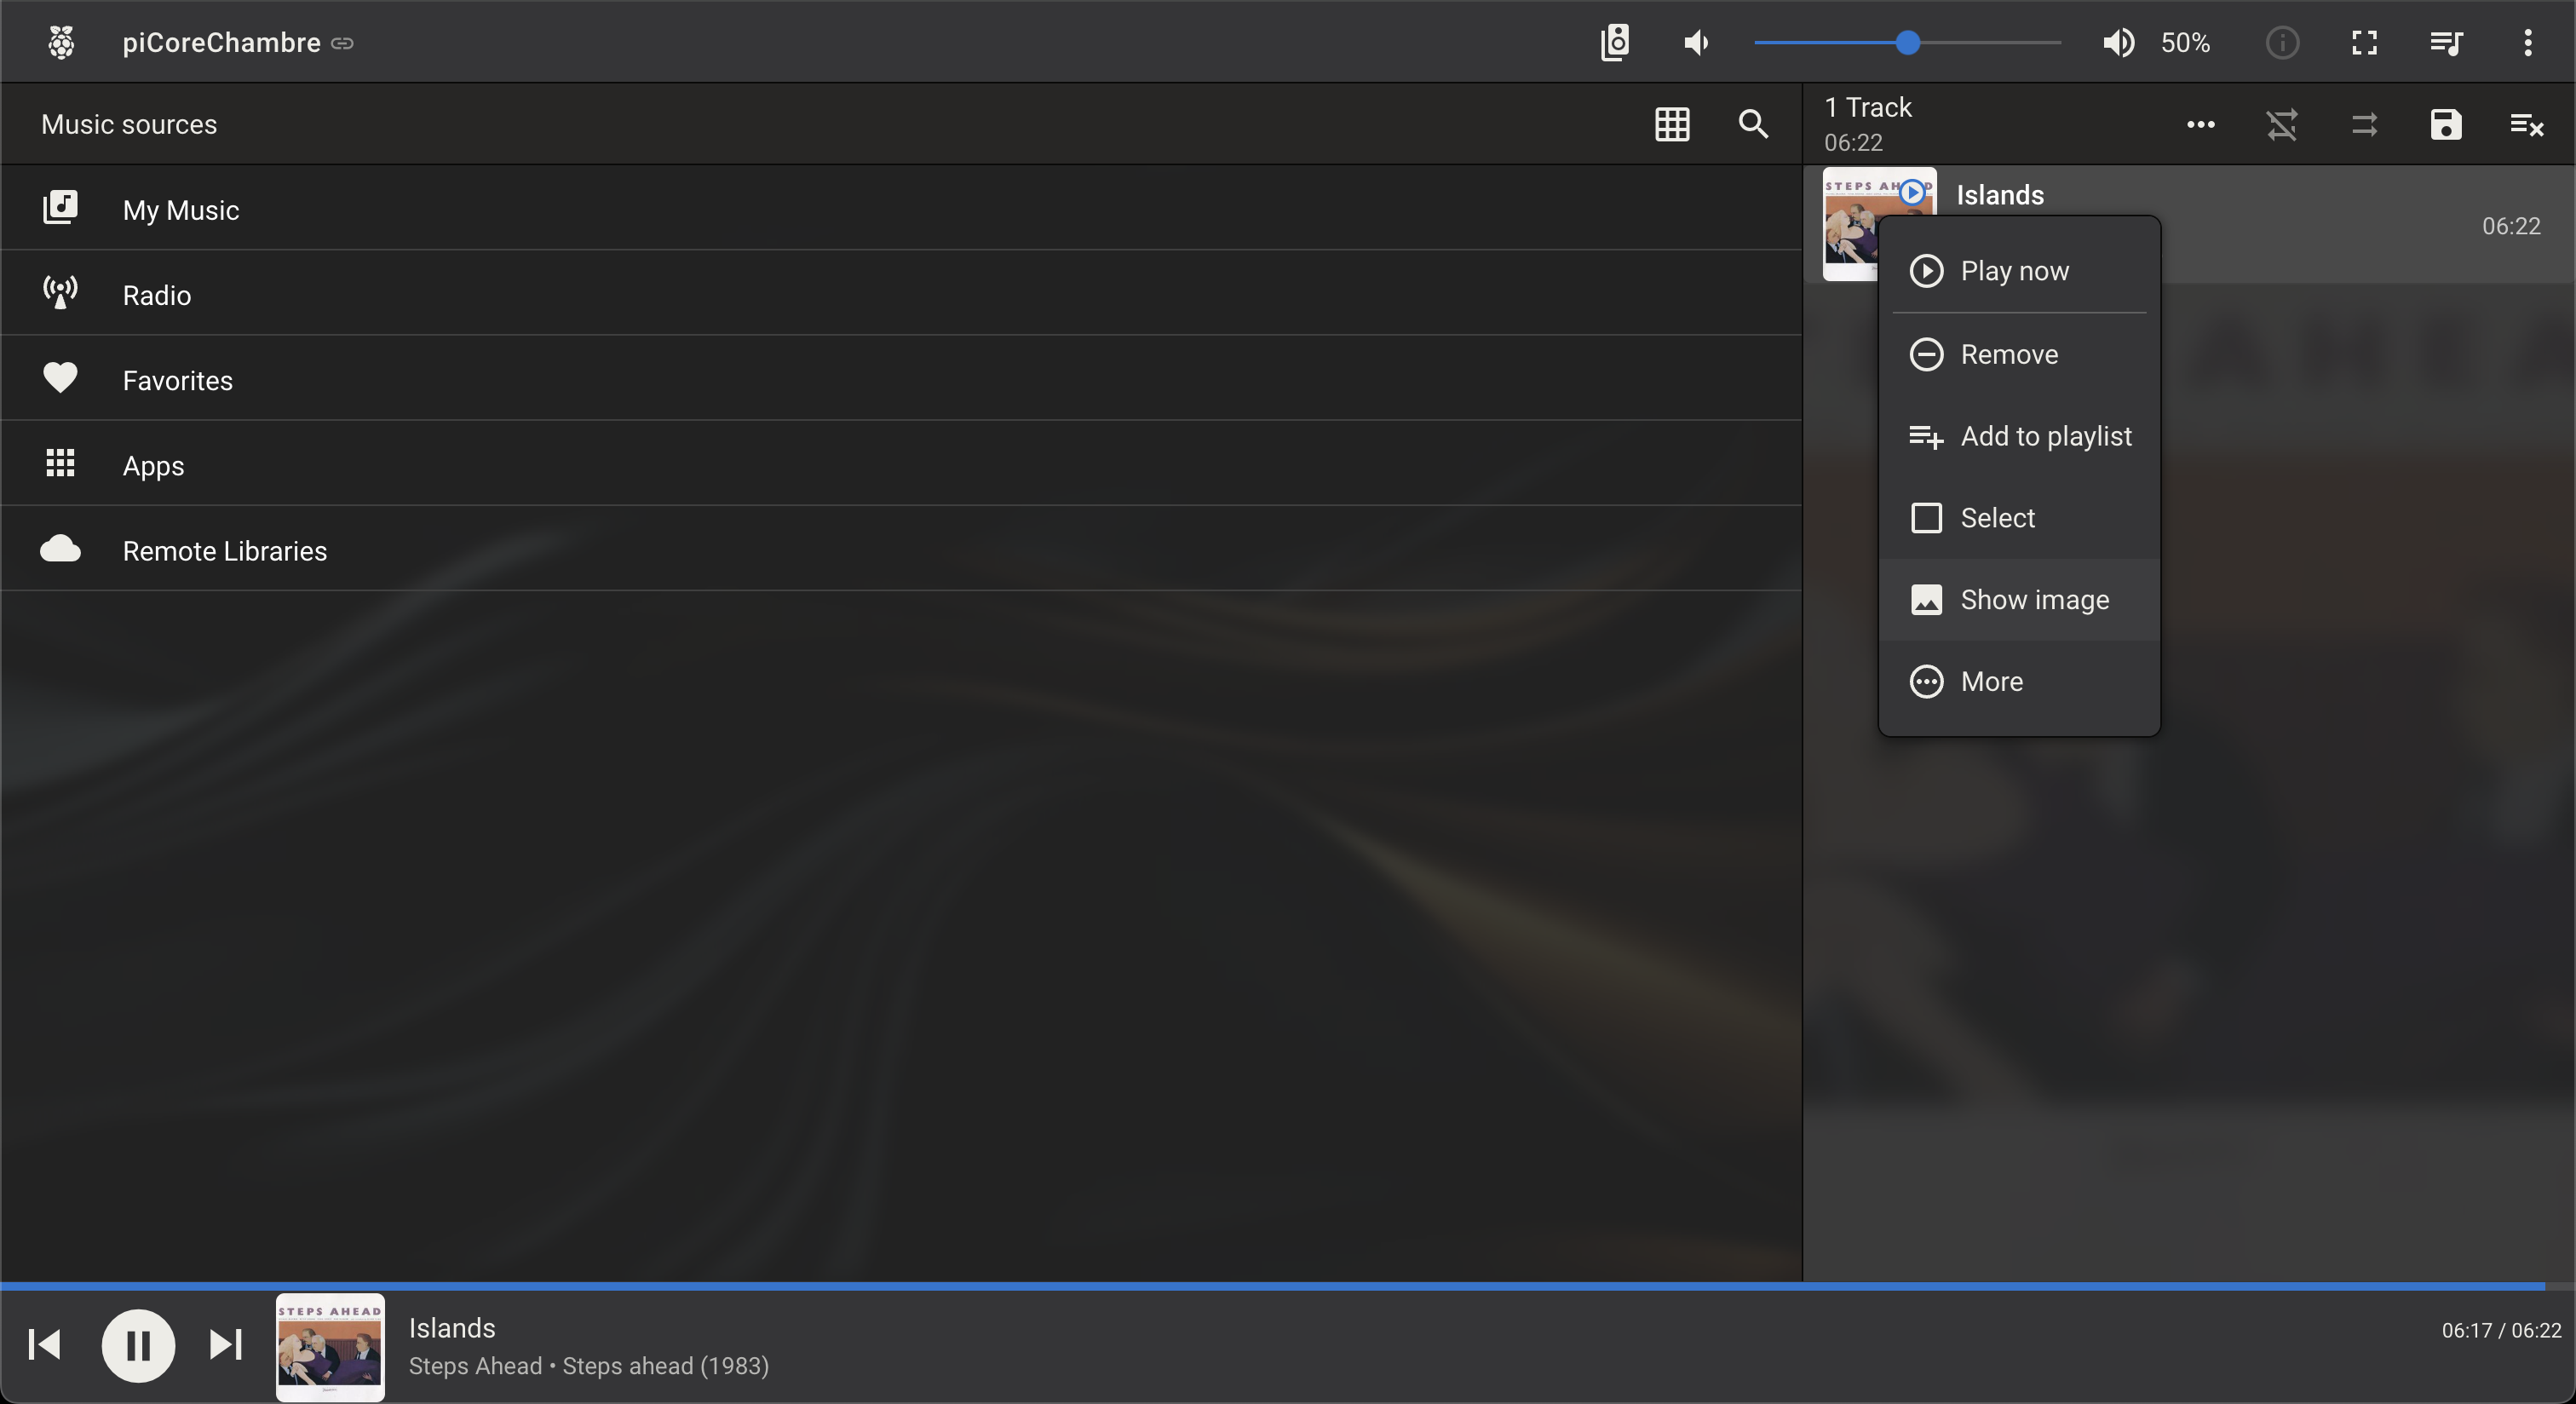 piCoreChambre
50%
Music sources
1 Track
06:22
My Music
Radio
Favorites
Apps
Remote Libraries
STEPS AHEAD
Islands
06:22
Play now
Remove
Add to playlist
Select
Show image
More
STEPS AHEAD
Islands
Steps Ahead • Steps ahead (1983)
06:17 / 06:22